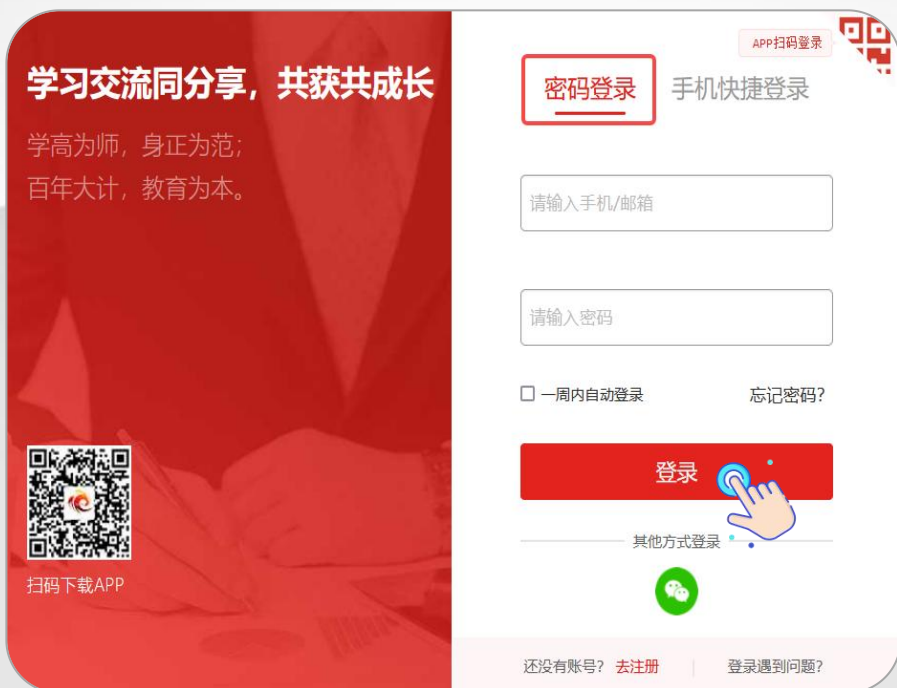 学习交流同分享，共获共成长
学高为师，身正为范；
百年大计，教育为本。
扫码下载APP
APP扫码登录
密码登录 手机快捷登录
请输入手机/邮箱
请输入密码
一周内自动登录 忘记密码?
登录
其他方式登录
还没有账号? 去注册 登录遇到问题?